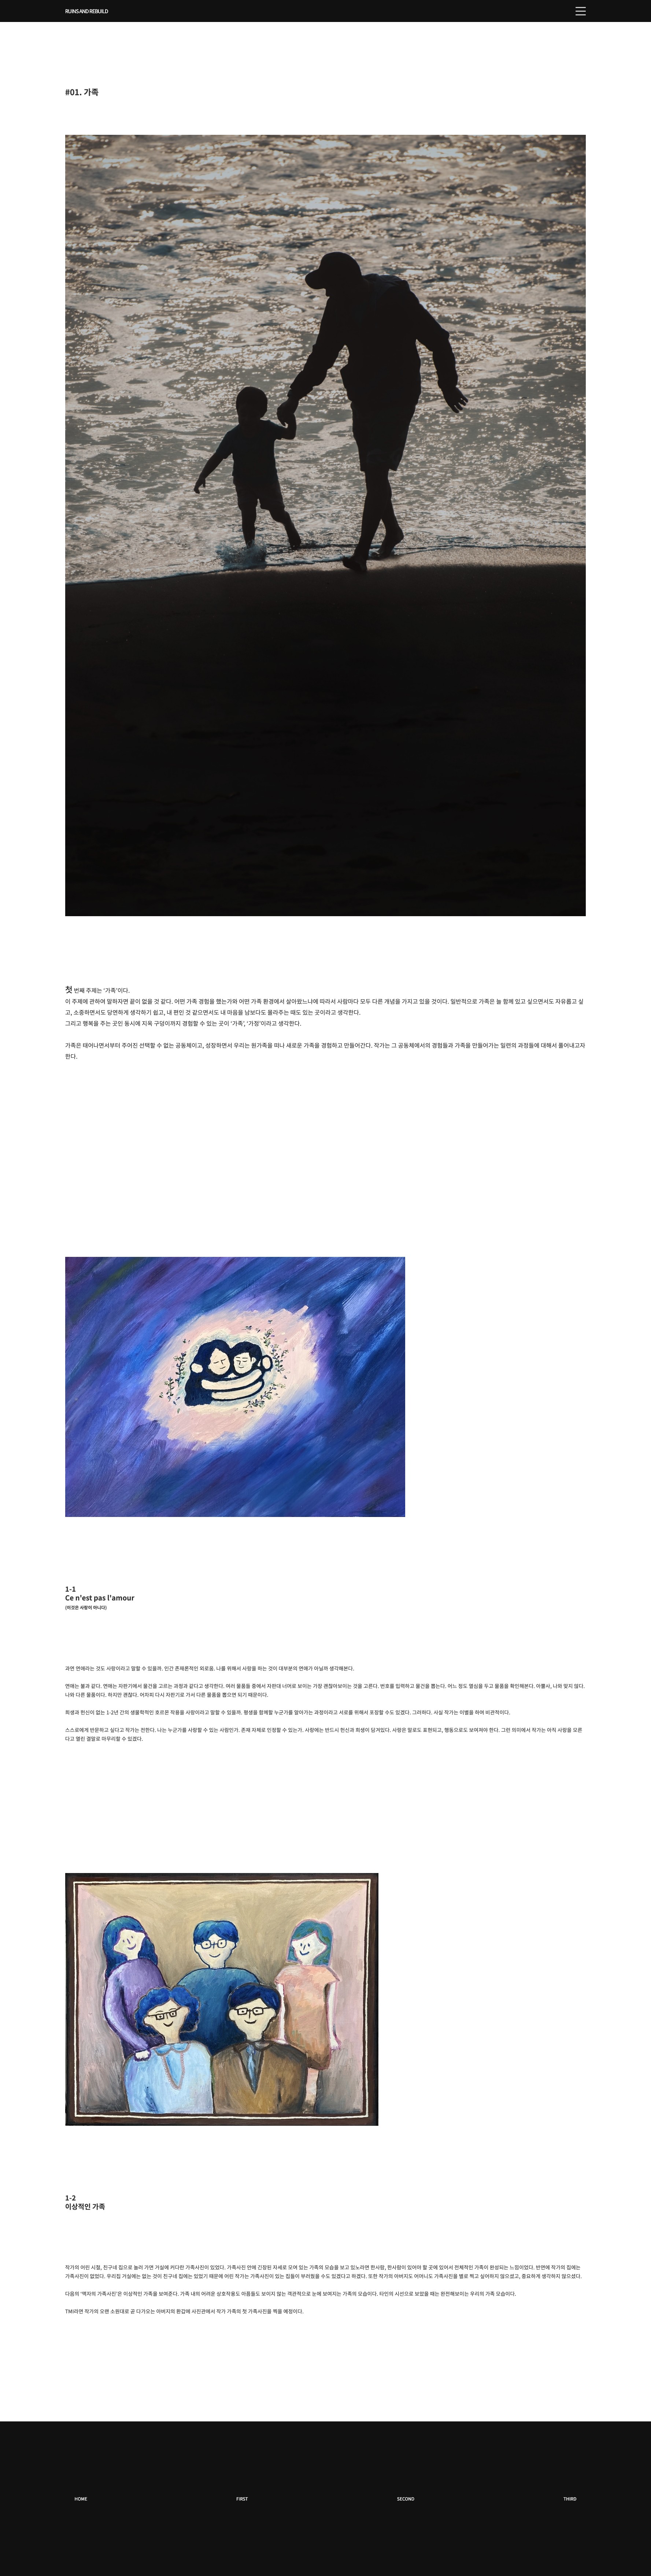 RUINS AND REBUILD
#01. 가족
첫 번째 주제는 '가족'이다.
이 주제에 관하여 말하자면 끝이 없을 것 같다. 어떤 가족 경험을 했는가와 어떤 가족 환경에서 살아왔느냐에 따라서 사람마다 모두 다른 개념을 가지고 있을 것이다. 일반적으로 가족은 늘 함께 있고 싶으면서도 자유롭고 싶
고, 소중하면서도 당연하게 생각하기 쉽고, 내 편인 것 같으면서도 내 마음을 남보다도 몰라주는 때도 있는 곳이라고 생각한다.
그리고 행복을 주는 곳인 동시에 지옥 구덩이까지 경험할 수 있는 곳이 '가족', '가정'이라고 생각한다.
가족은 태어나면서부터 주어진 선택할 수 없는 공동체이고, 성장하면서 우리는 원가족을 떠나 새로운 가족을 경험하고 만들어간다. 작가는 그 공동체에서의 경험들과 가족을 만들어가는 일련의 과정들에 대해서 풀어내고자
한다.
1-1
Ce n'est pas l'amour
(이것은 사랑이 아니다)
과연 연애라는 것도 사랑이라고 말할 수 있을까. 인간 존재론적인 외로움. 나를 위해서 사랑을 하는 것이 대부분의 연애가 아닐까 생각해본다.
연애는 물과 같다. 연애는 자판기에서 물건을 고르는 과정과 같다고 생각한다. 여러 물품들 중에서 자판대 너머로 보이는 가장 괜찮아보이는 것을 고른다. 번호를 입력하고 물건을 뽑는다. 어느 정도 열심을 두고 물품을 확인해본다. 아뿔사, 나와 맞지 않다.
나와 다른 물품이다. 하지만 괜찮다. 어차피 다시 자판기로 가서 다른 물품을 뽑으면 되기 때문이다.
희생과 헌신이 없는 1-2년 간의 생물학적인 호르몬 작용을 사랑이라고 말할 수 있을까. 평생을 함께할 누군가를 알아가는 과정이라고 서로를 위해서 포장할 수도 있겠다. 그러하다. 사실 작가는 이별을 하여 비관적이다.
스스로에게 반문하고 싶다고 작가는 전한다. 나는 누군가를 사랑할 수 있는 사람인가. 존재 자체로 인정할 수 있는가. 사랑에는 반드시 헌신과 희생이 담겨있다. 사랑은 말로도 표현되고, 행동으로도 보여져야 한다. 그런 의미에서 작가는 아직 사랑을 모른
다고 열린 결말로 마무리할 수 있겠다.
1-2
이상적인 가족
작가의 어린 시절, 친구네 집으로 놀러 가면 거실에 커다란 가족사진이 있었다. 가족사진 안에 긴장된 자세로 모여 있는 가족의 모습을 보고 있노라면 한사람, 한사람이 있어야 할 곳에 있어서 전체적인 가족이 완성되는 느낌이었다. 반면에 작가의 집에는
가족사진이 없었다. 우리집 거실에는 없는 것이 친구네 집에는 있었기 때문에 어린 작가는 가족사진이 있는 집들이 부러웠을 수도 있겠다고 하겠다. 또한 작가의 아버지도 어머니도 가족사진을 별로 찍고 싶어하지 않으셨고, 중요하게 생각하지 않으셨다.
다음의 '액자의 가족사진'은 이상적인 가족을 보여준다. 가족 내의 어려운 상호작용도 아픔들도 보이지 않는 객관적으로 눈에 보여지는 가족의 모습이다. 타인의 시선으로 보았을 때는 완전해보이는 우리의 가족 모습이다.
TMI라면 작가의 오랜 소원대로 곧 다가오는 아버지의 환갑에 사진관에서 작가 가족의 첫 가족사진을 찍을 예정이다.
HOME
FIRST
SECOND
THIRD